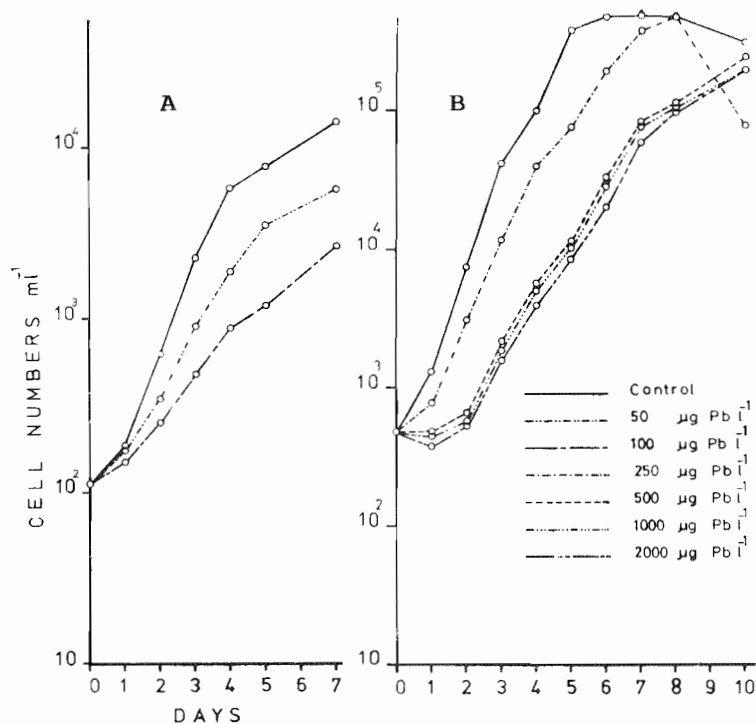 A
B
10⁴
10³
10²
10
10⁵
10⁴
10³
10²
10
CELL NUMBERS ml⁻¹
Control
50 µg Pb l⁻¹
100 µg Pb l⁻¹
250 µg Pb l⁻¹
500 µg Pb l⁻¹
1000 µg Pb l⁻¹
2000 µg Pb l⁻¹
0 1 2 3 4 5 6 7
0 1 2 3 4 5 6 7 8 9 10
DAYS